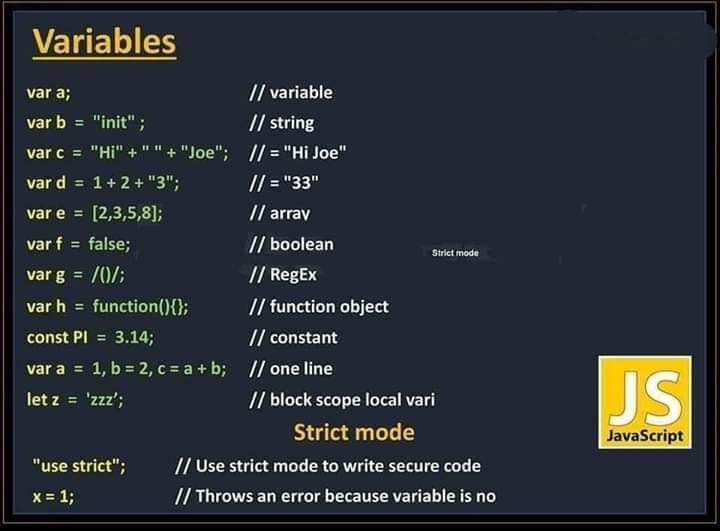 Variables
var a; // variable
var b = "init" ; // string
var c = "Hi" + " " + "Joe"; // = "Hi Joe"
var d = 1 + 2 + "3"; // = "33"
var e = [2,3,5,8]; // array
var f = false; // boolean
Strict mode
var g = /()/; // RegEx
var h = function(){}; // function object
const PI = 3.14; // constant
var a = 1, b = 2, c = a + b; // one line
let z = 'zzz'; // block scope local vari
JS
JavaScript
Strict mode
"use strict"; // Use strict mode to write secure code
x = 1; // Throws an error because variable is no